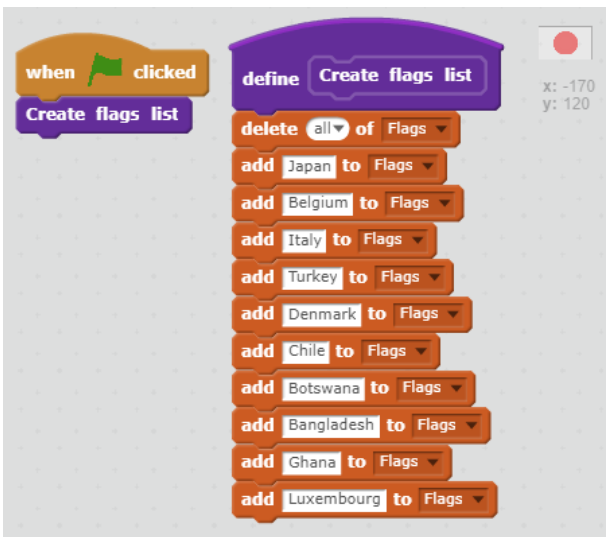 when clicked
Create flags list
define Create flags list
delete all of Flags
add Japan to Flags
add Belgium to Flags
add Italy to Flags
add Turkey to Flags
add Denmark to Flags
add Chile to Flags
add Botswana to Flags
add Bangladesh to Flags
add Ghana to Flags
add Luxembourg to Flags
x: -170
y: 120